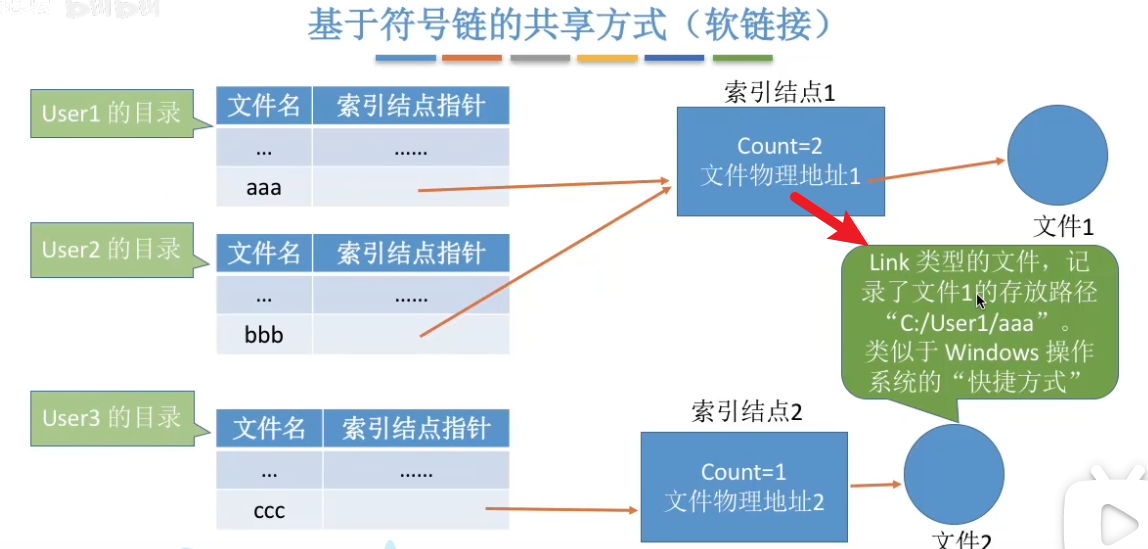 基于符号链的共享方式（软链接）
User1 的目录
文件名 索引结点指针
... ......
aaa
User2 的目录
文件名 索引结点指针
... ......
bbb
User3 的目录
文件名 索引结点指针
... ......
ccc
索引结点1
Count=2
文件物理地址1
文件1
Link 类型的文件，记
录了文件1的存放路径
“C:/User1/aaa”。
类似于 Windows 操作
系统的“快捷方式”
索引结点2
Count=1
文件物理地址2
文件2